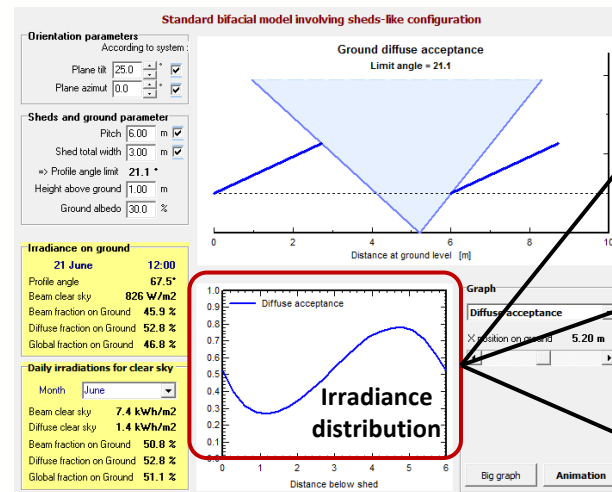 Standard bifacial model involving sheds-like configuration
Orientation parameters
According to system :
Plane tilt 25.0 °
Plane azimut 0.0 °
Sheds and ground parameter
Pitch 6.00 m
Shed total width 3.00 m
=> Profile angle limit 21.1 °
Height above ground 1.00 m
Ground albedo 30.0 %
Ground diffuse acceptance
Limit angle = 21.1
0 2 4 6 8 10
Distance at ground level [m]
Irradiance on ground
21 June 12:00
Profile angle 67.5°
Beam clear sky 826 W/m2
Beam fraction on Ground 45.9 %
Diffuse fraction on Ground 52.8 %
Global fraction on Ground 46.8 %
Daily irradiations for clear sky
Month June
Beam clear sky 7.4 kWh/m2
Diffuse clear sky 1.4 kWh/m2
Beam fraction on Ground 50.8 %
Diffuse fraction on Ground 52.8 %
Global fraction on Ground 51.1 %
1.0
0.9
0.8
0.7
0.6
0.5
0.4
0.3
0.2
0.1
0.0
Diffuse acceptance
Irradiance
distribution
0 1 2 3 4 5 6
Distance below shed
Graph
Diffuse acceptance
X position on ground 5.20 m
Big graph
Animation